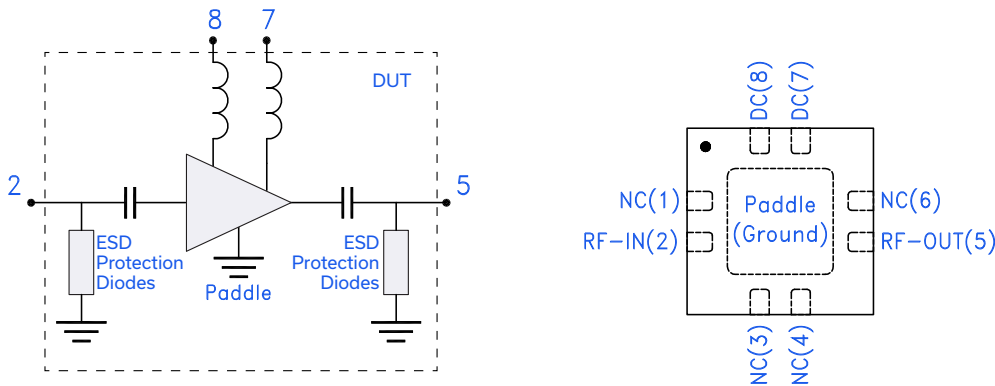 8 7
DUT
2
5
ESD
Protection
Diodes
ESD
Protection
Diodes
Paddle
DC(8)
DC(7)
NC(1)
NC(6)
RF-IN(2)
RF-OUT(5)
Paddle
(Ground)
NC(3)
NC(4)